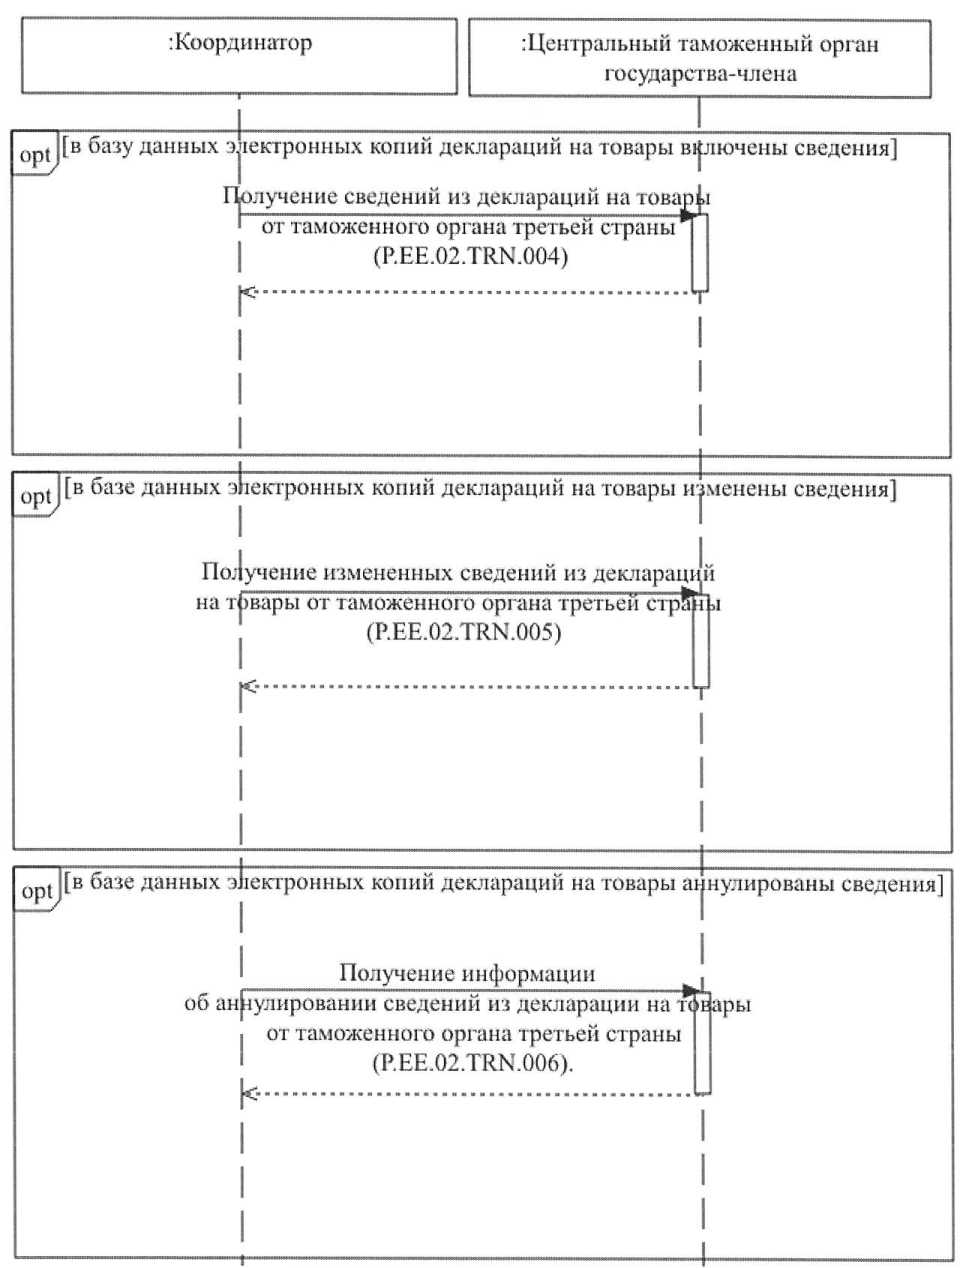 :Координатор
:Центральный таможенный орган
государства-члена
opt
[в базу данных электронных копий деклараций на товары включены сведения]
Получение сведений из деклараций на товары
от таможенного органа третьей страны
(P.EE.02.TRN.004)
opt
[в базе данных электронных копий деклараций на товары изменены сведения]
Получение измененных сведений из деклараций
на товары от таможенного органа третьей страны
(P.EE.02.TRN.005)
opt
[в базе данных электронных копий деклараций на товары аннулированы сведения]
Получение информации
об аннулировании сведений из декларации на товары
от таможенного органа третьей страны
(P.EE.02.TRN.006).